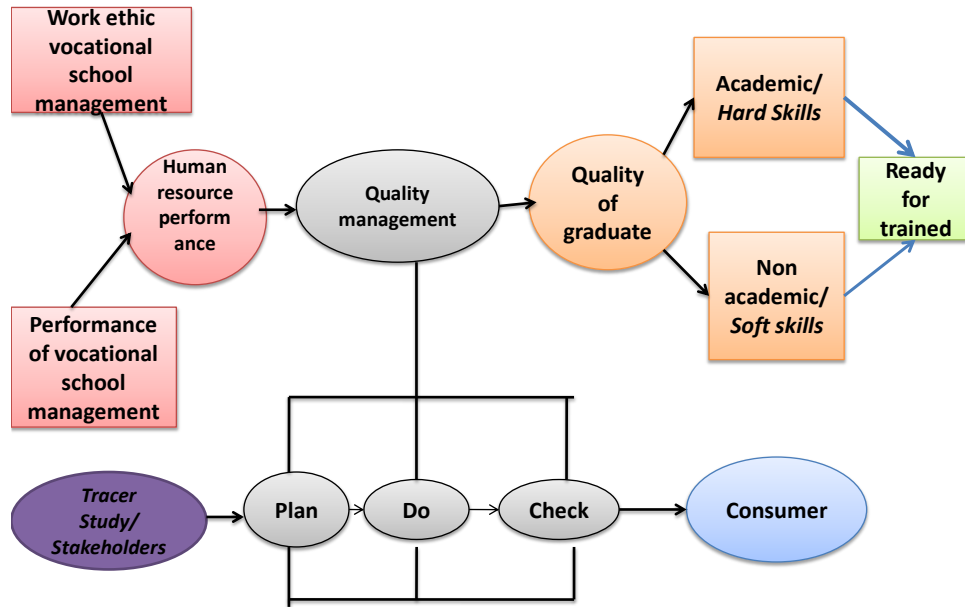 Work ethic
vocational
school
management
Human
resource
perform
ance
Performance
of vocational
school
management
Quality
management
Quality
of
graduate
Academic/
Hard Skills
Non
academic/
Soft skills
Ready
for
trained
Tracer
Study/
Stakeholders
Plan
Do
Check
Consumer